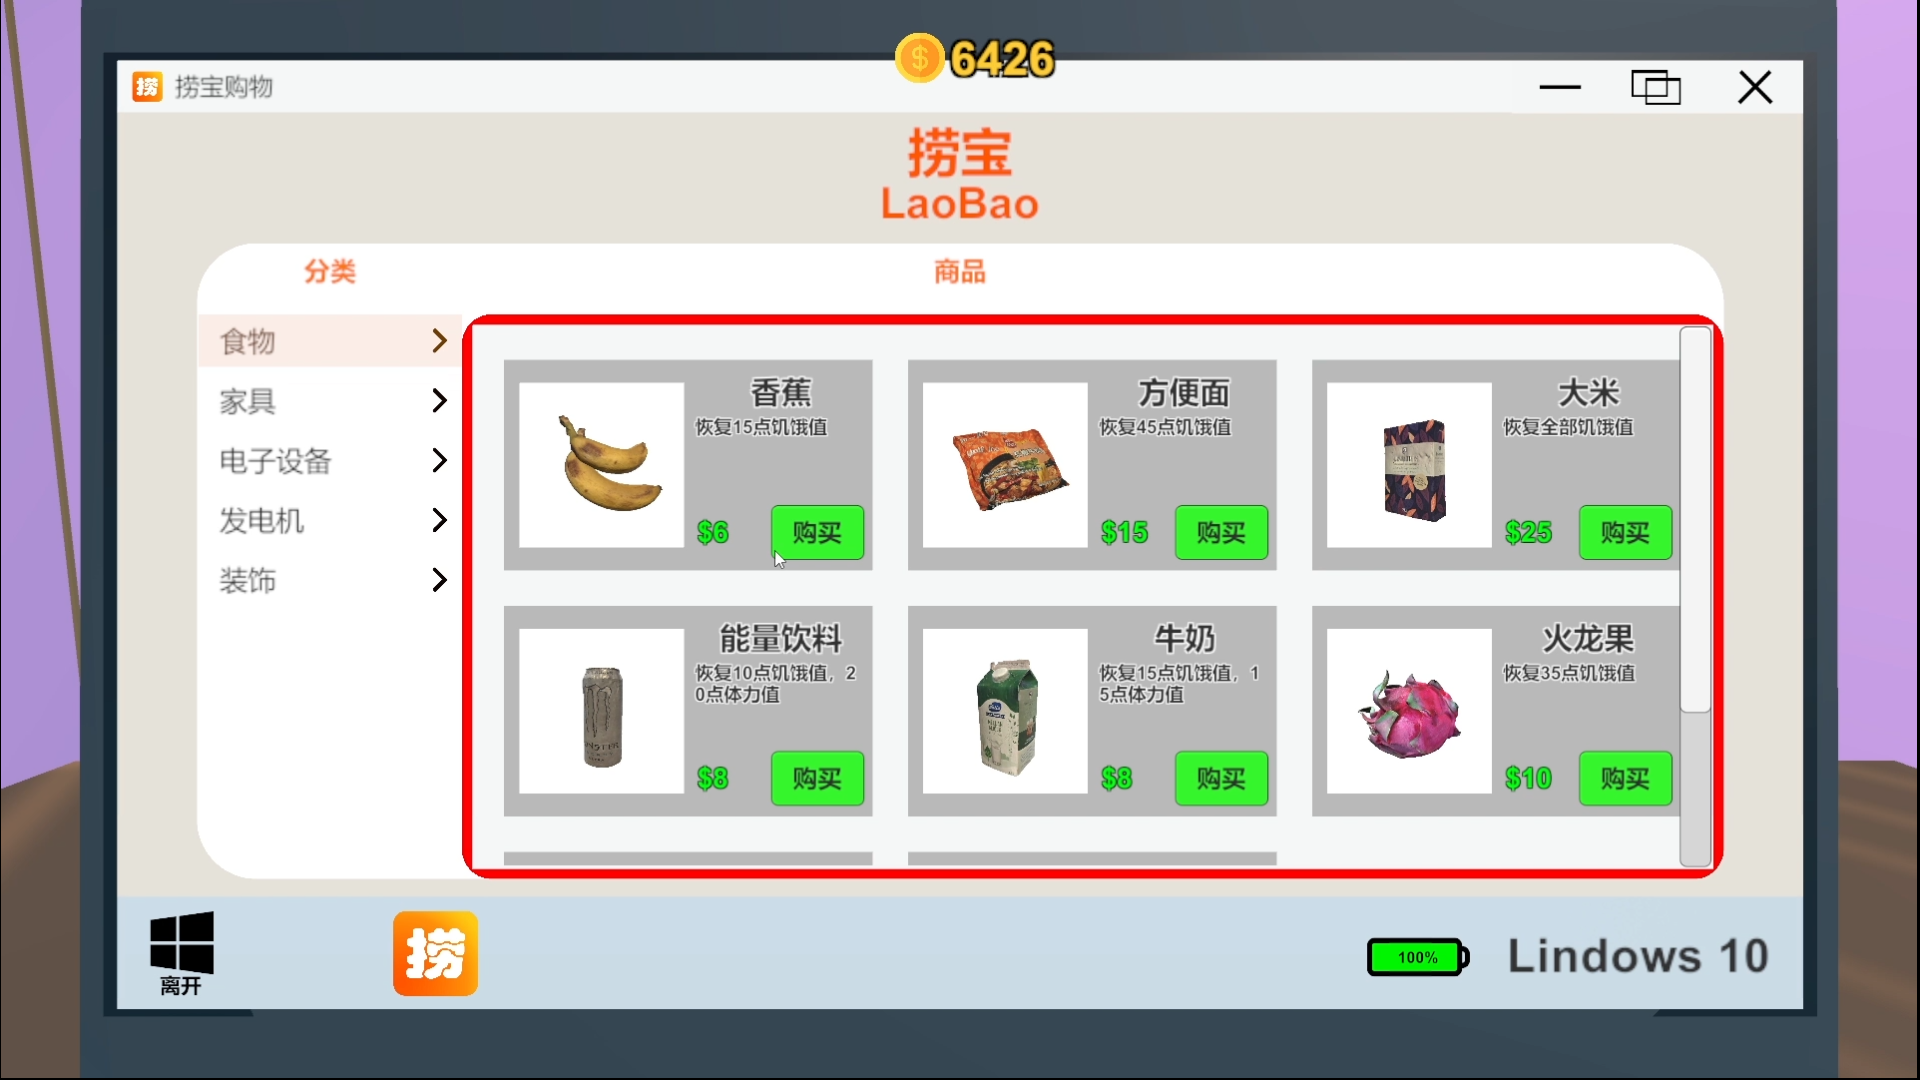 6426
捞 捞宝购物
捞宝
LaoBao
分类
商品
食物
家具
电子设备
发电机
装饰
香蕉
恢复15点饥饿值
$6
购买
方便面
恢复45点饥饿值
$15
购买
大米
恢复全部饥饿值
$25
购买
能量饮料
恢复10点饥饿值，2
0点体力值
$8
购买
牛奶
恢复15点饥饿值，1
5点体力值
$8
购买
火龙果
恢复35点饥饿值
$10
购买
离开
捞
100%
Lindows 10